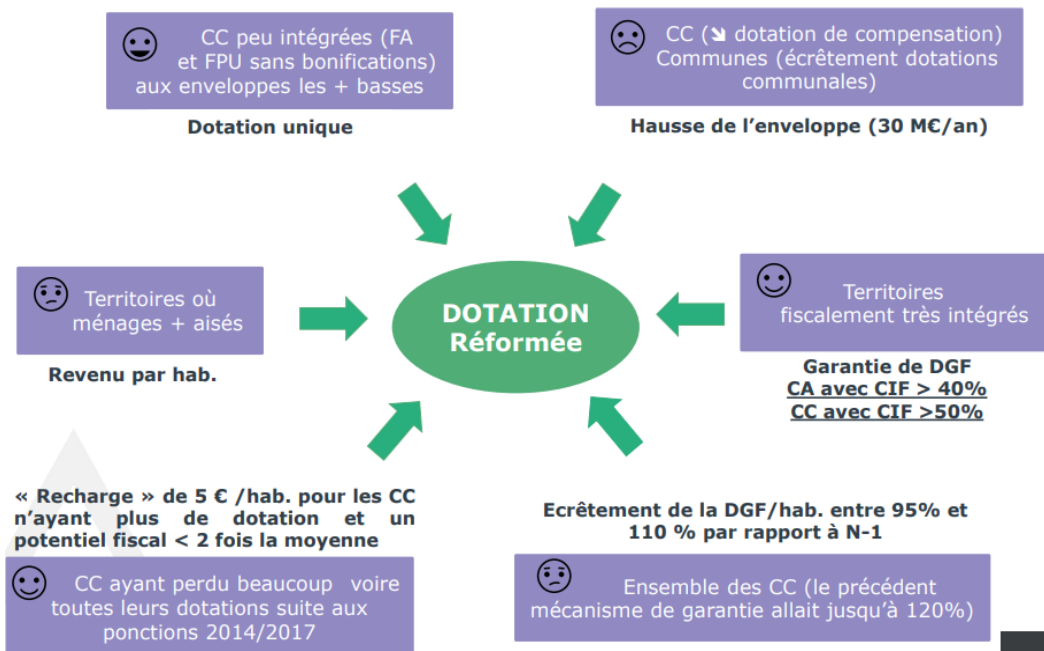 CC peu intégrées (FA
et FPU sans bonifications)
aux enveloppes les + basses
Dotation unique
CC (➘ dotation de compensation)
Communes (écrêtement dotations
communales)
Hausse de l’enveloppe (30 M€/an)
Territoires où
ménages + aisés
Revenu par hab.
DOTATION
Réformée
Territoires
fiscalement très intégrés
Garantie de DGF
CA avec CIF > 40%
CC avec CIF >50%
« Recharge » de 5 € /hab. pour les CC
n’ayant plus de dotation et un
potentiel fiscal < 2 fois la moyenne
CC ayant perdu beaucoup voire
toutes leurs dotations suite aux
ponctions 2014/2017
Ecrêtement de la DGF/hab. entre 95% et
110 % par rapport à N-1
Ensemble des CC (le précédent
mécanisme de garantie allait jusqu’à 120%)